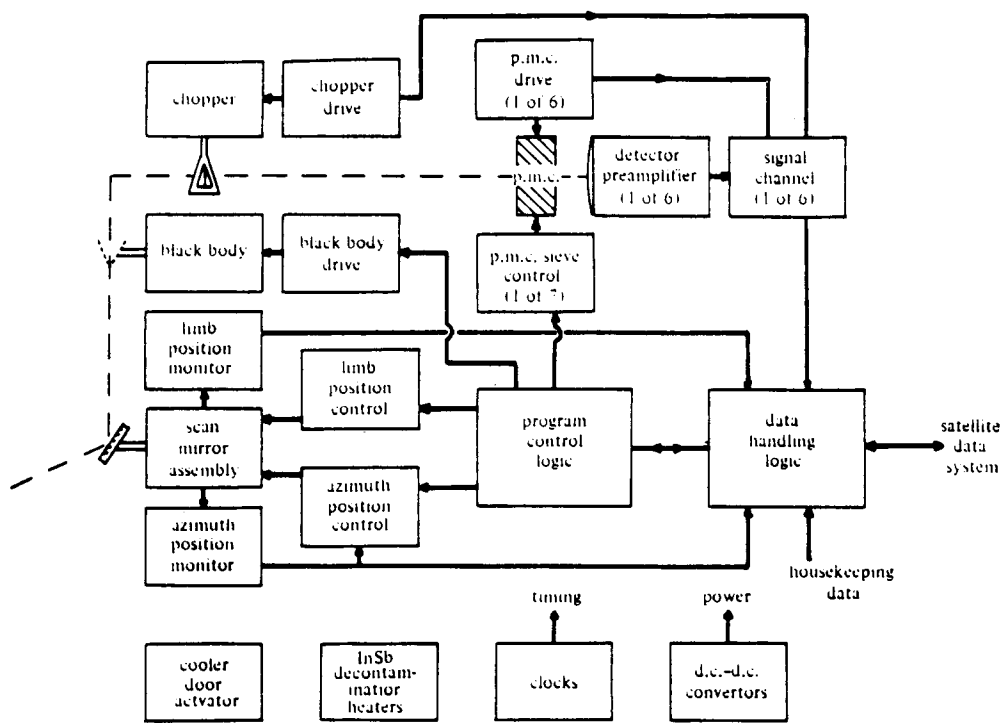 chopper
chopper
drive
p.m.c.
drive
(1 of 6)
p.m.c.
detector
preamplifier
(1 of 6)
signal
channel
(1 of 6)
black body
black body
drive
p.m.c. sieve
control
(1 of 7)
limb
position
monitor
limb
position
control
scan
mirror
assembly
program
control
logic
data
handling
logic
satellite
data
system
azimuth
position
control
azimuth
position
monitor
housekeeping
data
timing
power
cooler
door
actvator
InSb
decontam-
inatior
heaters
clocks
d.c.–d.c.
convertors